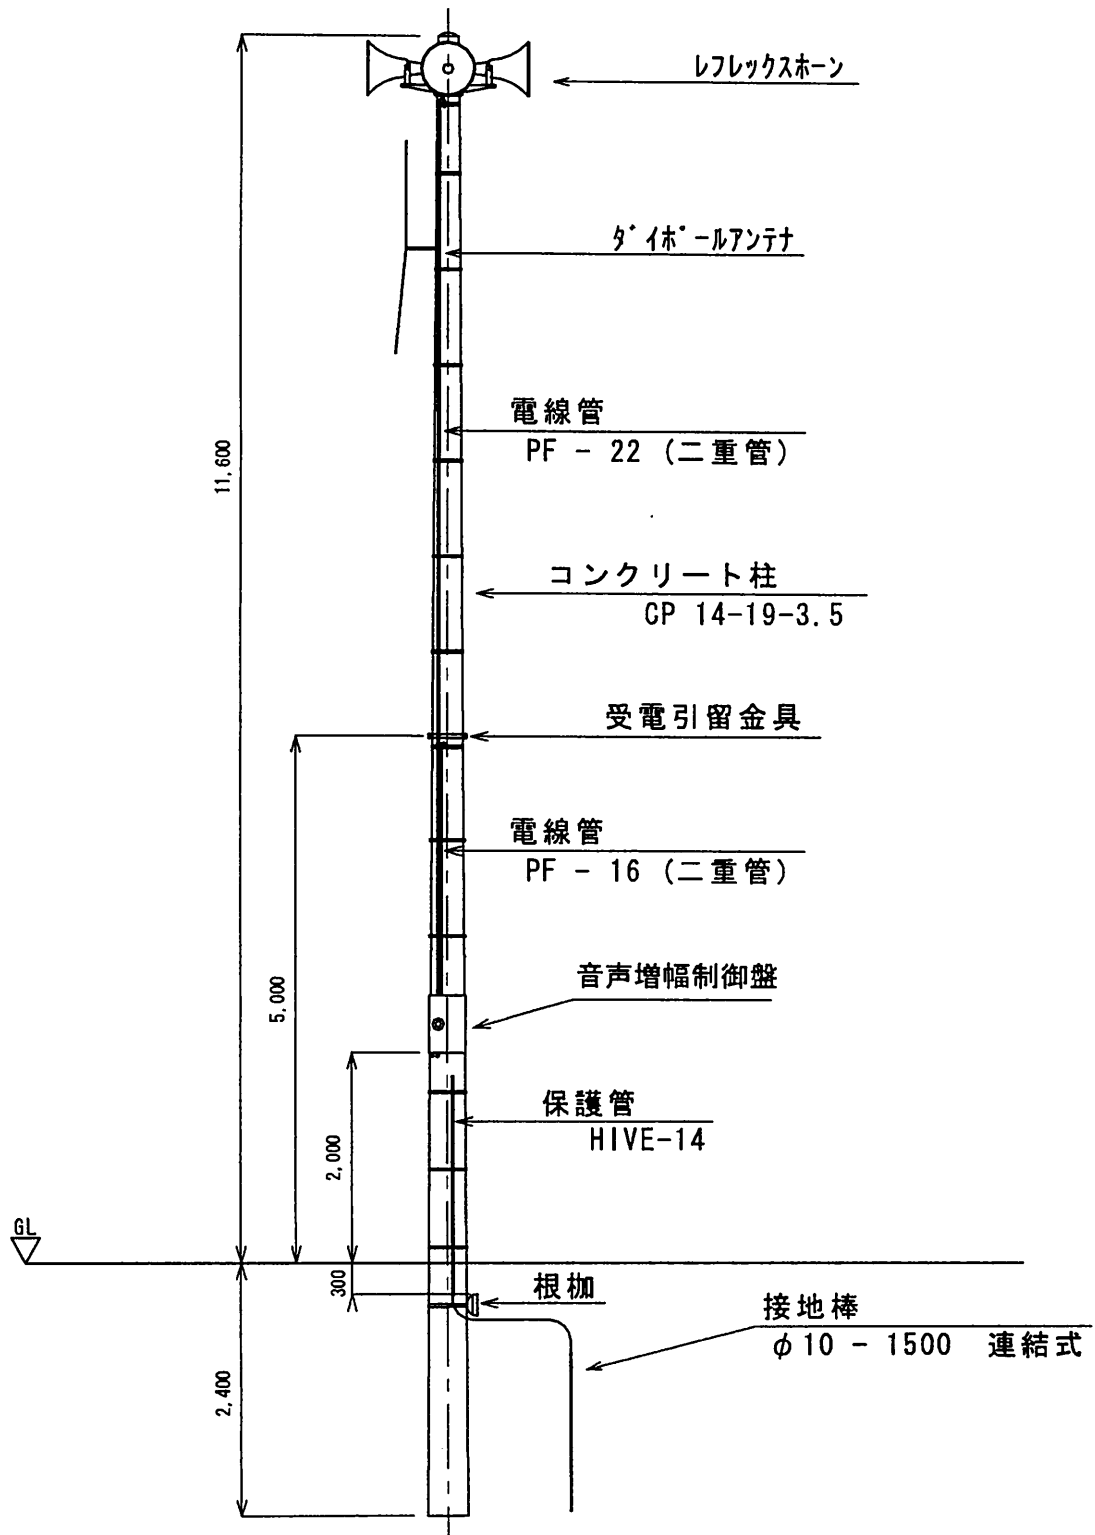 レフレックスホーン
ダイポールアンテナ
電線管
PF - 22 (二重管)
11,600
コンクリート柱
CP 14-19-3.5
受電引留金具
電線管
PF - 16 (二重管)
音声増幅制御盤
5,000
保護管
HIVE-14
2,000
GL
300
根枷
接地棒
φ10 - 1500 連結式
2,400